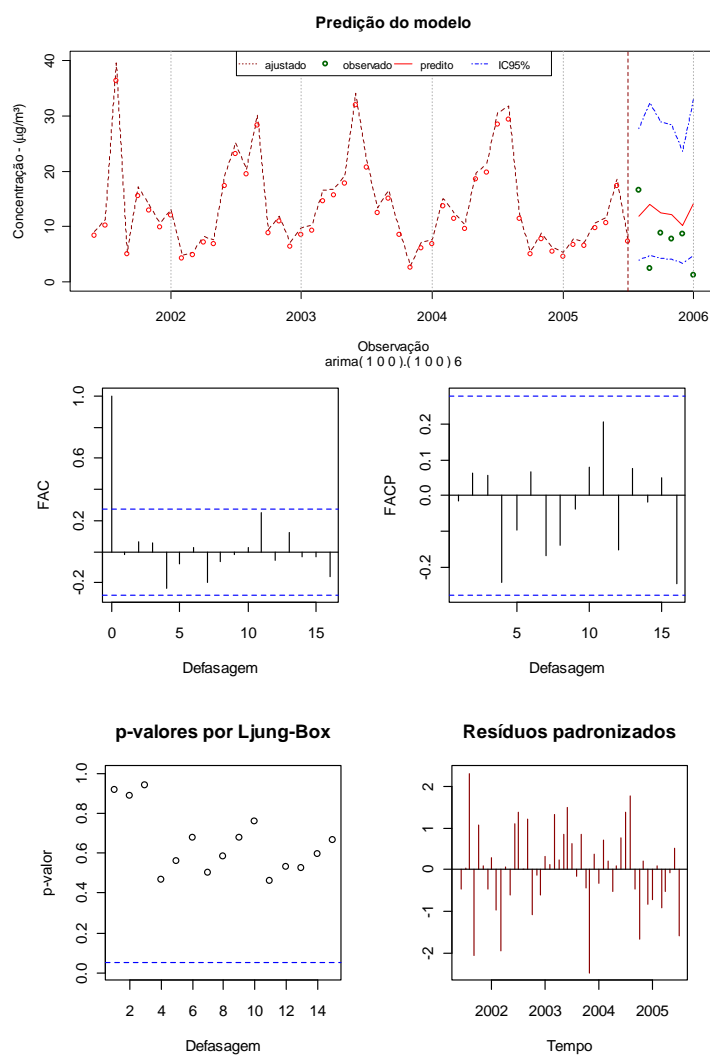 Predição do modelo
ajustado observado predito IC95%
Concentração - (µg/m³)
0 10 20 30 40
2002 2003 2004 2005 2006
Observação
arima( 1 0 0 ).( 1 0 0 ) 6
FAC
-0.2 0.2 0.6 1.0
0 5 10 15
Defasagem
FACP
-0.2 0.0 0.1 0.2
5 10 15
Defasagem
p-valores por Ljung-Box
p-valor
0.0 0.2 0.4 0.6 0.8 1.0
2 4 6 8 10 12 14
Defasagem
Resíduos padronizados
-2 -1 0 1 2
2002 2003 2004 2005
Tempo